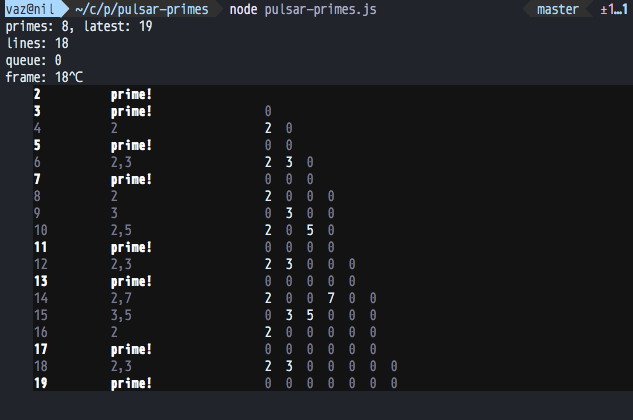 vaz@nil ~/c/p/pulsar-primes node pulsar-primes.js master ±1…1
primes: 8, latest: 19
lines: 18
queue: 0
frame: 18^C
2 prime!
3 prime! 0
4 2 2 0
5 prime! 0 0
6 2,3 2 3 0
7 prime! 0 0 0
8 2 2 0 0 0
9 3 0 3 0 0
10 2,5 2 0 5 0
11 prime! 0 0 0 0
12 2,3 2 3 0 0 0
13 prime! 0 0 0 0 0
14 2,7 2 0 0 7 0 0
15 3,5 0 3 5 0 0 0
16 2 2 0 0 0 0 0
17 prime! 0 0 0 0 0 0
18 2,3 2 3 0 0 0 0 0
19 prime! 0 0 0 0 0 0 0